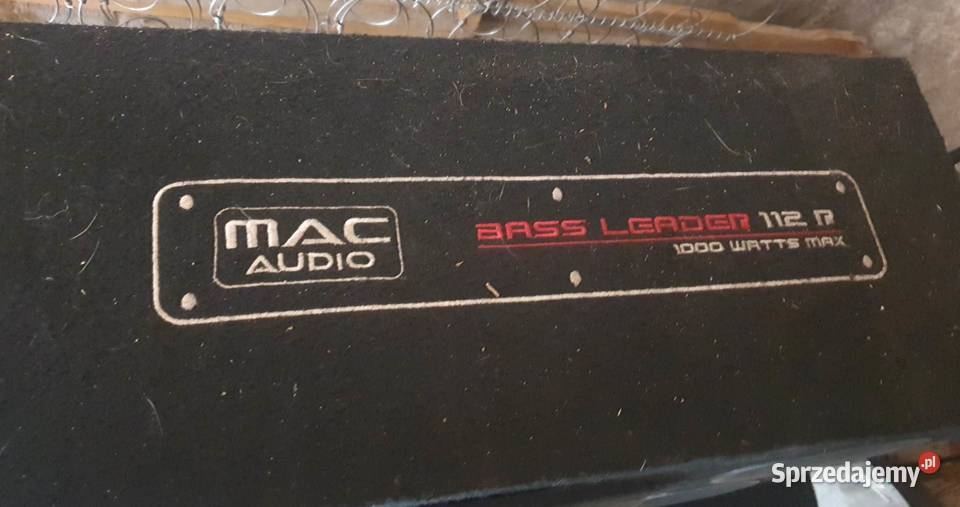 MAC
AUDIO
BASS LEADER 112 R
1000 WATTS MAX
Sprzedajemy.pl